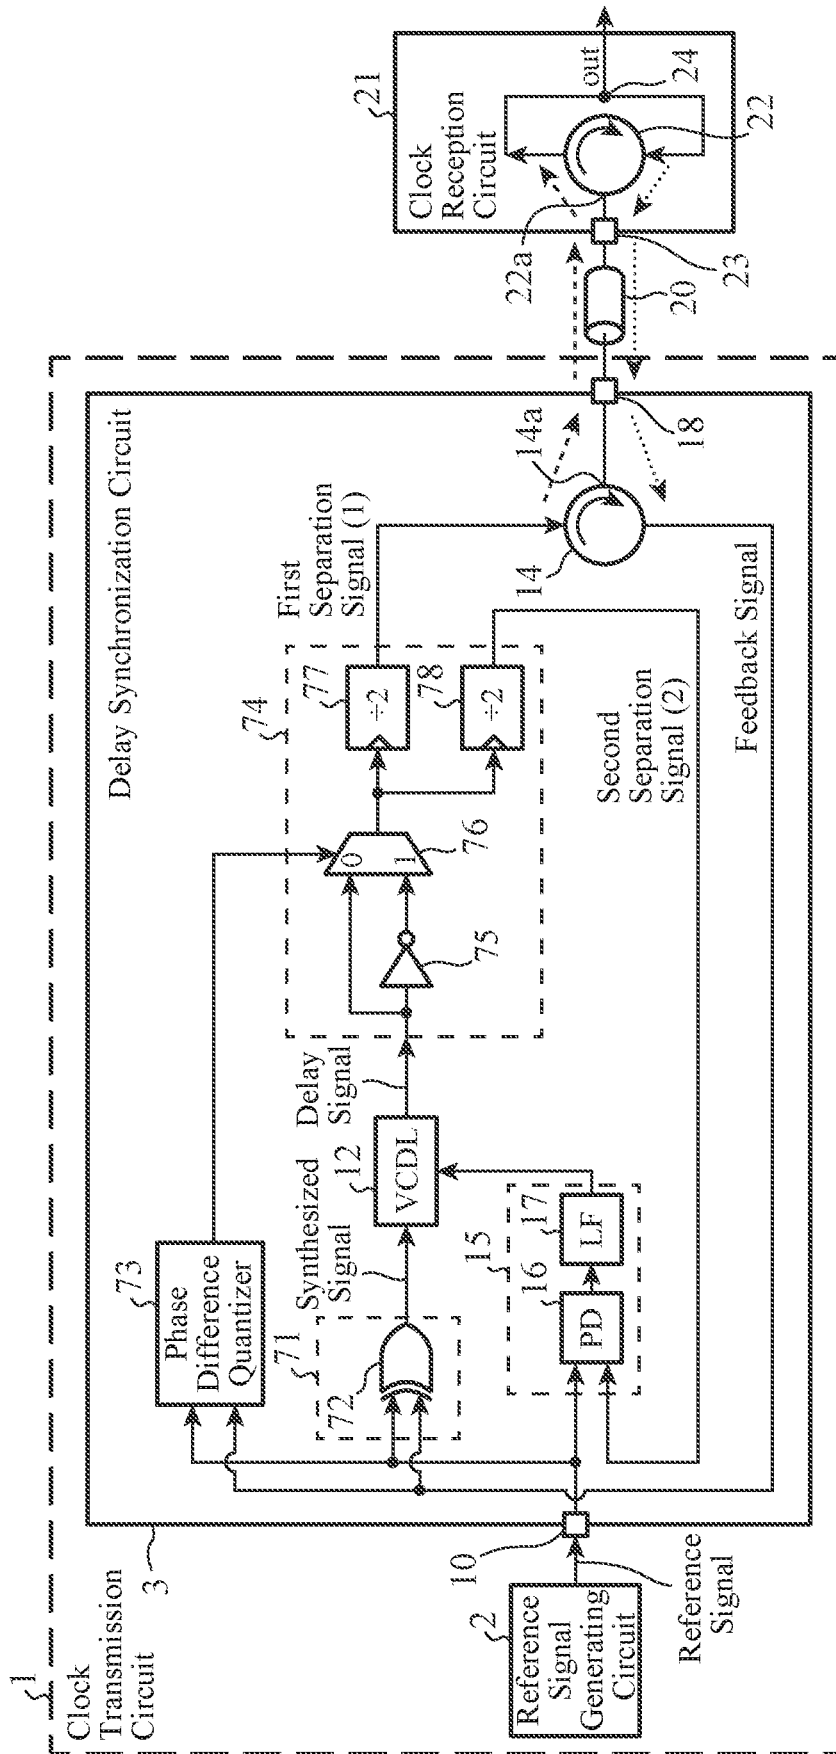 1
Clock
Transmission
Circuit
3
Delay Synchronization Circuit
2
Reference
Signal
Generating
Circuit
Reference
Signal
10
73
Phase
Difference
Quantizer
71
72
Synthesized
Signal
12
VCDL
Delay
Signal
15
16
PD
17
LF
74
75
0
1
76
77
÷2
78
÷2
First
Separation
Signal (1)
Second
Separation
Signal (2)
Feedback Signal
14
14a
18
20
21
Clock
Reception
Circuit
22a
23
22
24
out